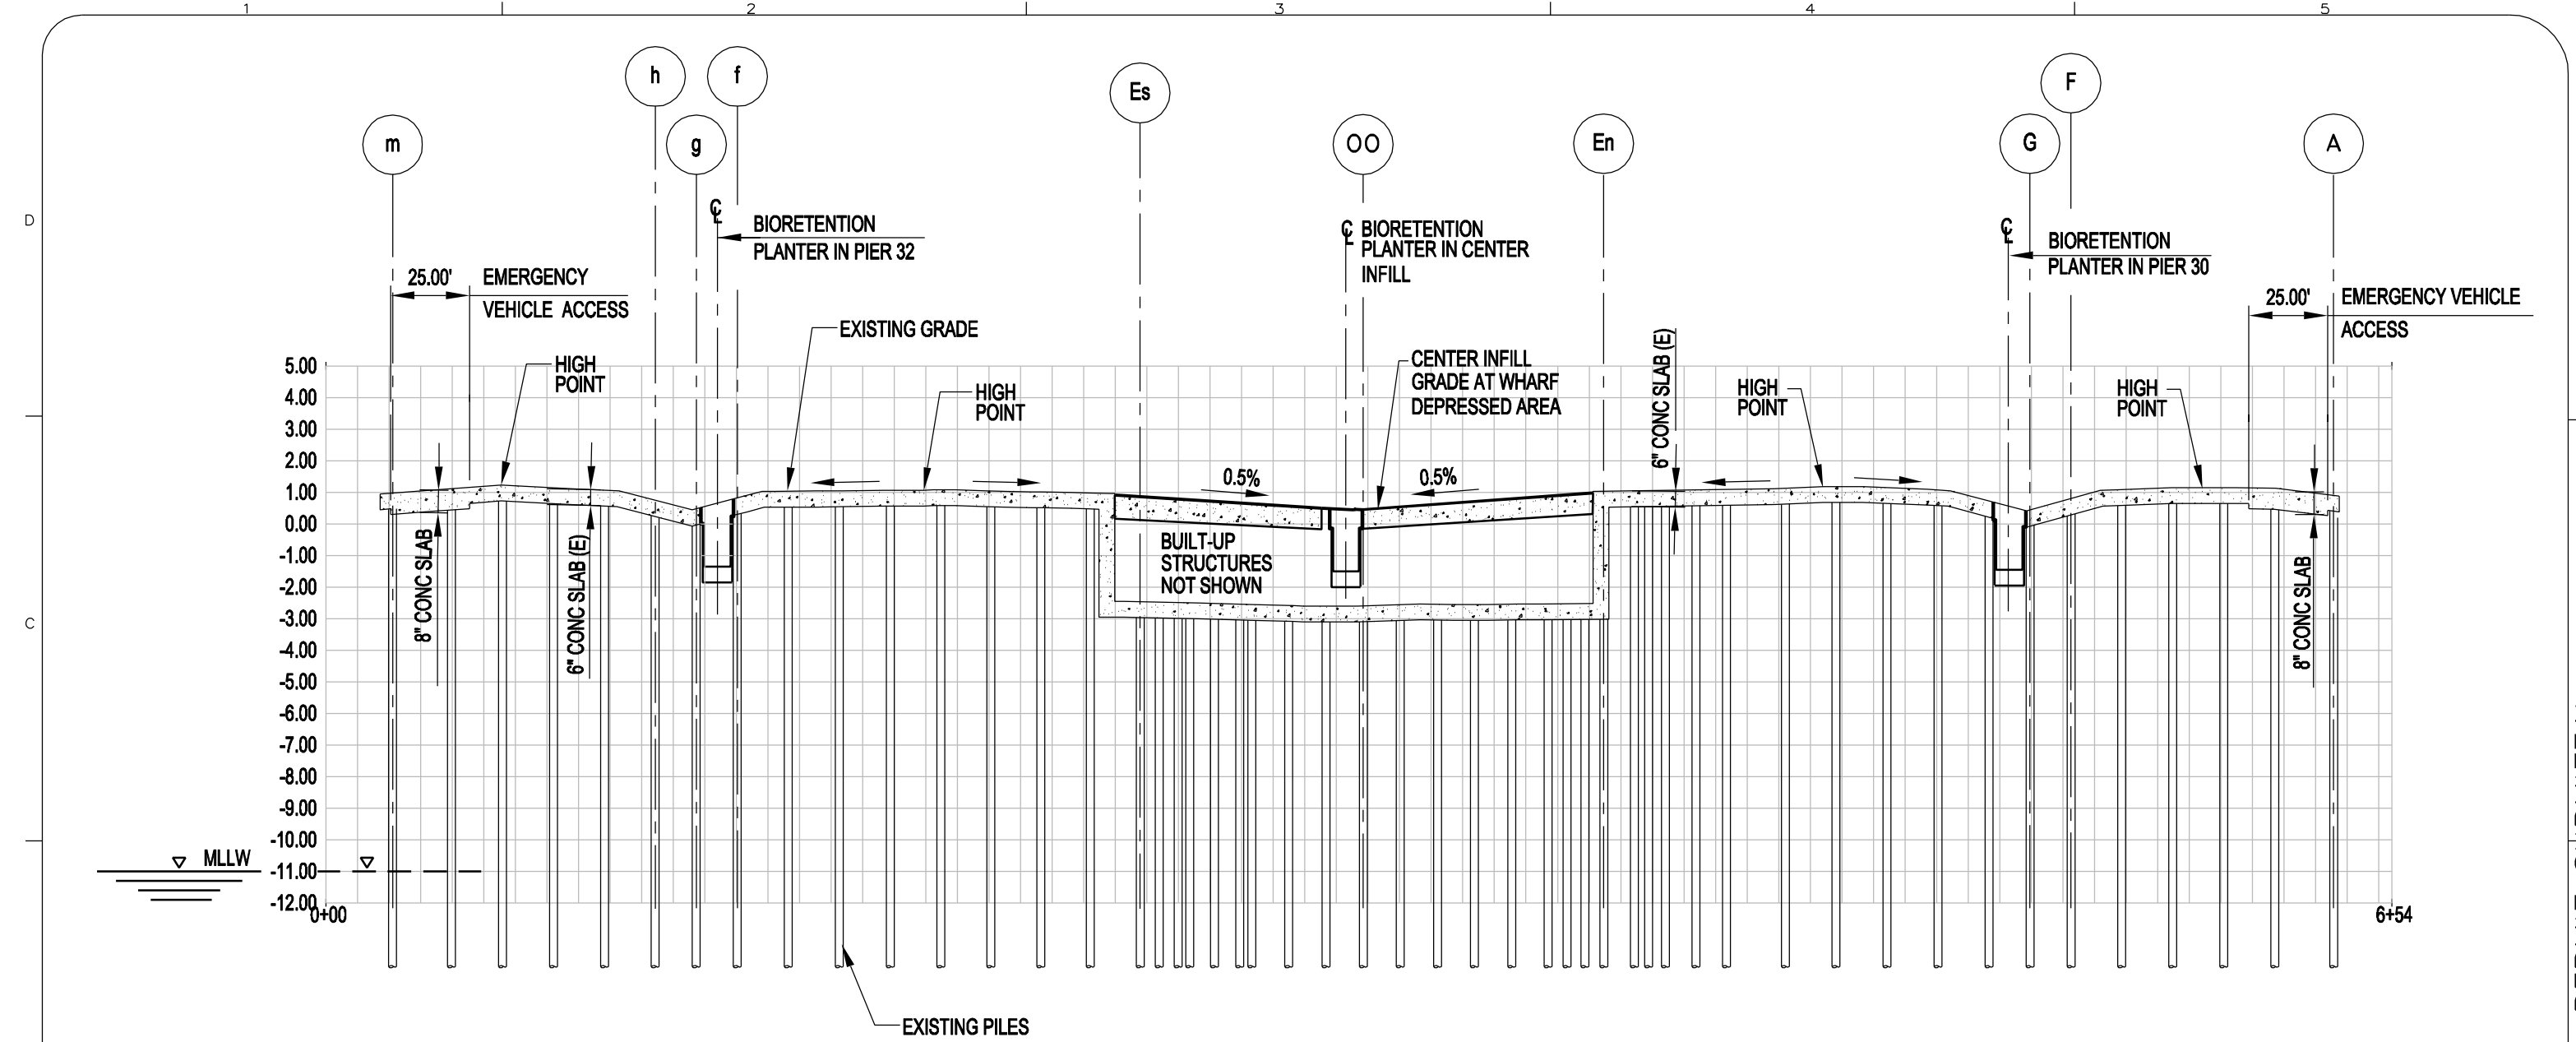 1 2 3 4 5
h f Es F
m g OO En G A
D
C
℄
BIORETENTION
PLANTER IN PIER 32
℄ BIORETENTION
PLANTER IN CENTER
INFILL
℄
BIORETENTION
PLANTER IN PIER 30
25.00' EMERGENCY
VEHICLE ACCESS
25.00' EMERGENCY VEHICLE
ACCESS
EXISTING GRADE
HIGH
POINT
HIGH
POINT
CENTER INFILL
GRADE AT WHARF
DEPRESSED AREA
6" CONC SLAB (E)
HIGH
POINT
HIGH
POINT
0.5% 0.5%
8" CONC SLAB
6" CONC SLAB (E)
BUILT-UP
STRUCTURES
NOT SHOWN
8" CONC SLAB
5.00
4.00
3.00
2.00
1.00
0.00
-1.00
-2.00
-3.00
-4.00
-5.00
-6.00
-7.00
-8.00
-9.00
-10.00
MLLW -11.00
-12.00
0+00 6+54
EXISTING PILES